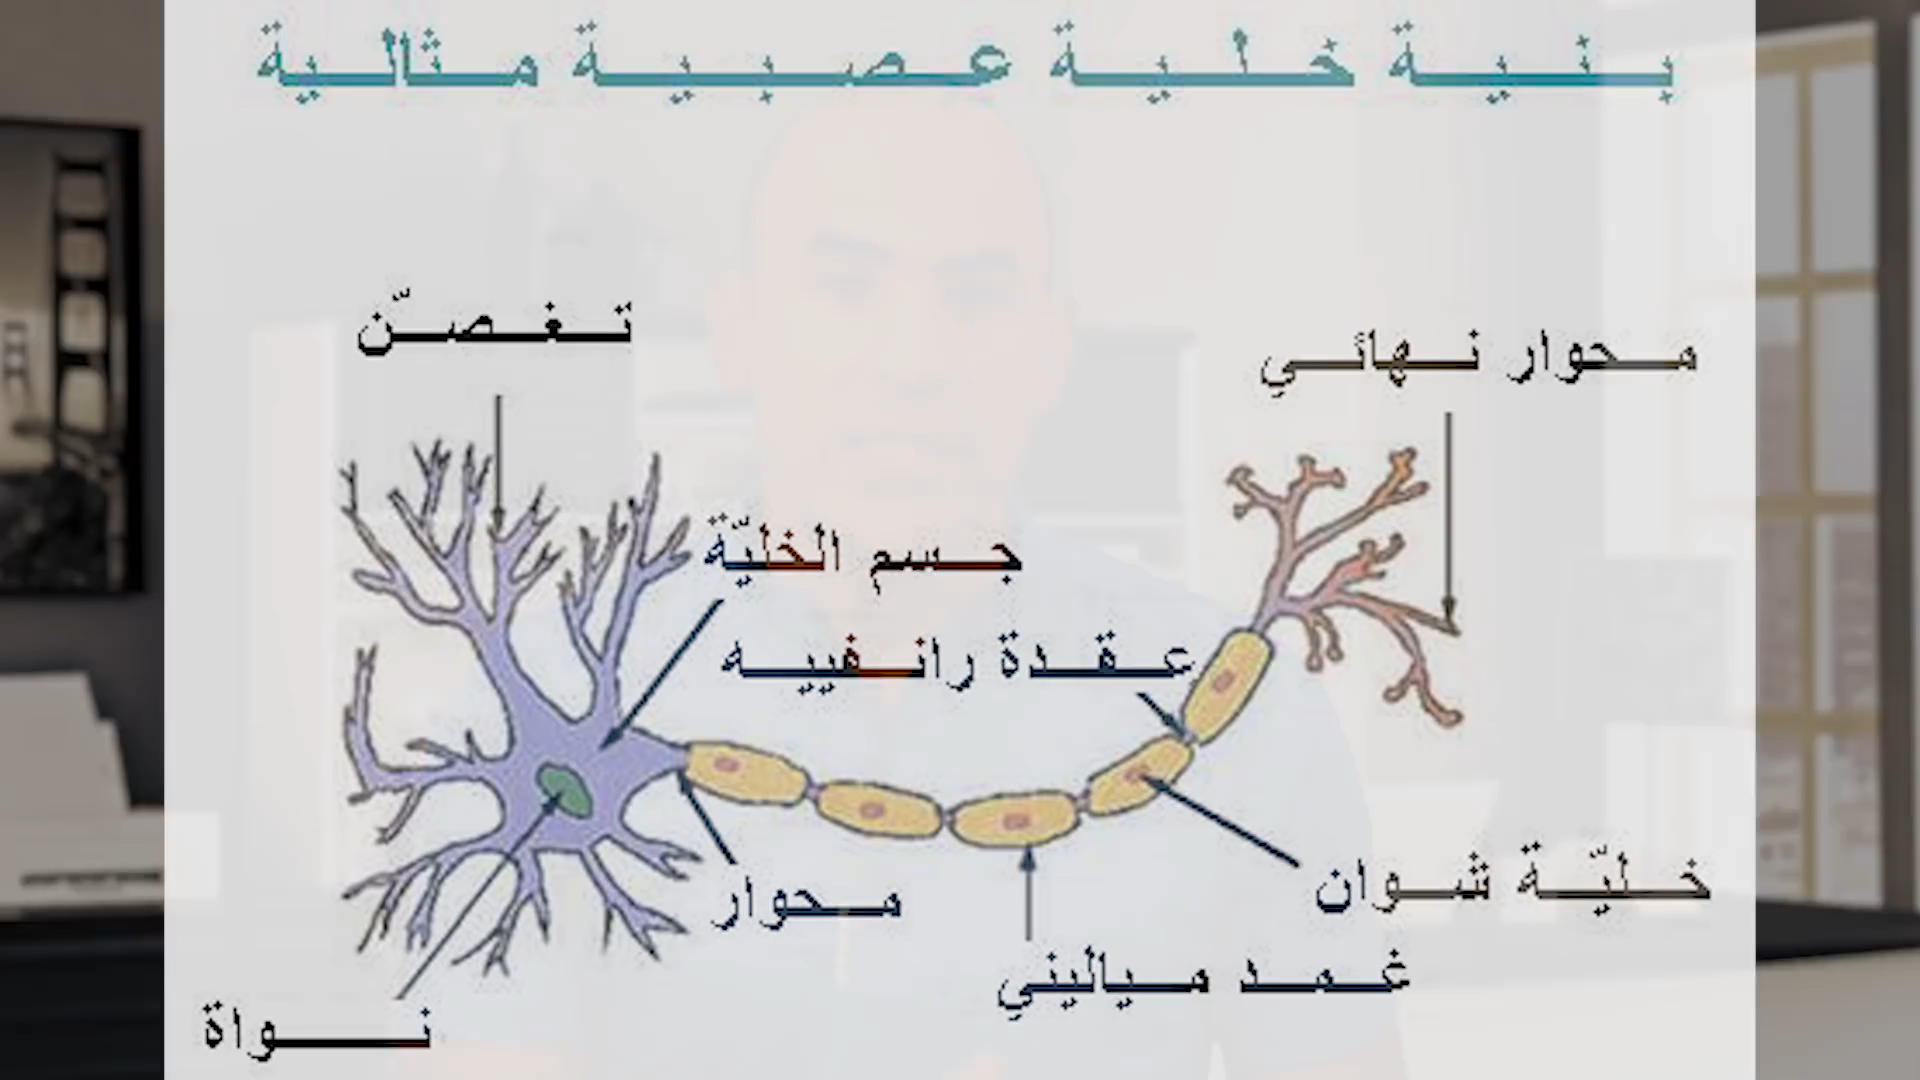 بنية خلية عصبية مثالية
تغصّن
محوار نهائي
جسم الخليّة
عقدة رانفييه
محوار
خليّة شوان
غمد مياليني
نواة